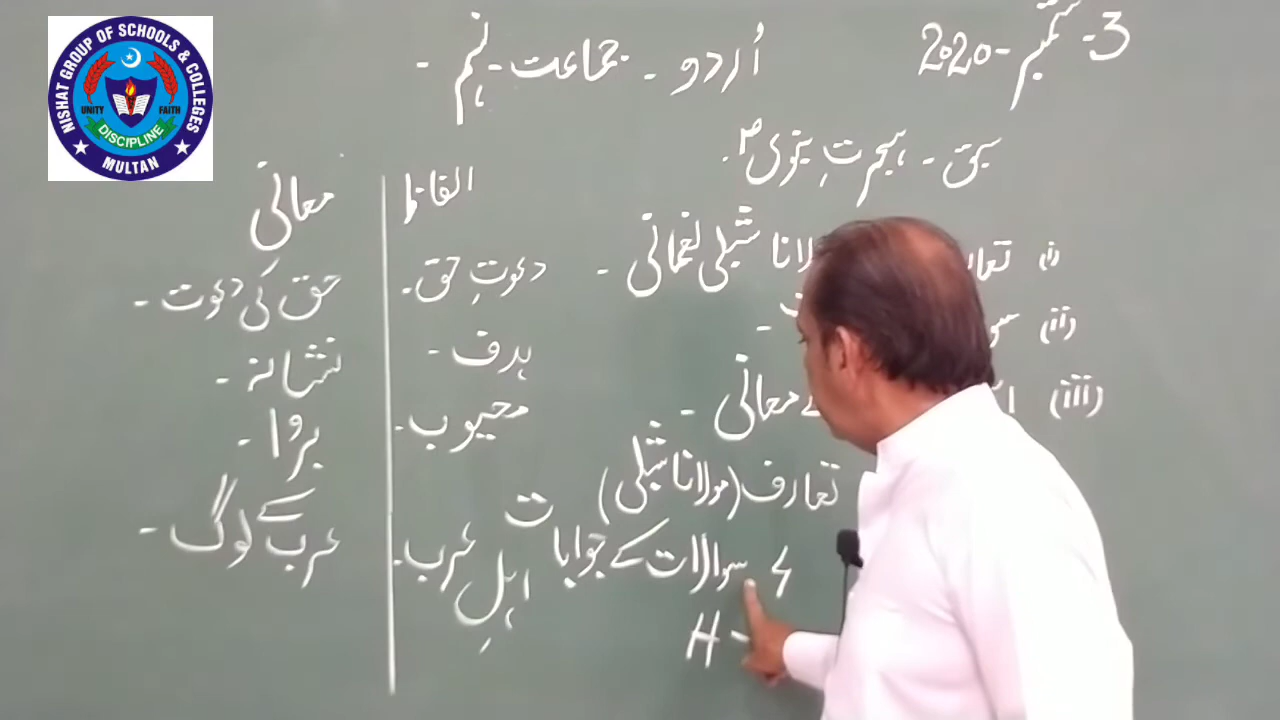 NISHAT GROUP OF SCHOOLS & COLLEGES
UNITY
FAITH
DISCIPLINE
MULTAN
3-ستمبر-2020
اُردو - جماعت-نہم -
سبق - ہجرتِ نبوی ص
(i) شبلی نعمانی -
(ii)
(iii) معانی -
تعارف (مولانا شبلی)
سوالات کے جوابات
H
الفاظ
معانی
دعوتِ حق -
حق کی دعوت -
ہدف -
نشانہ -
محبوب -
بڑا -
اہلِ عرب -
عرب کے لوگ -